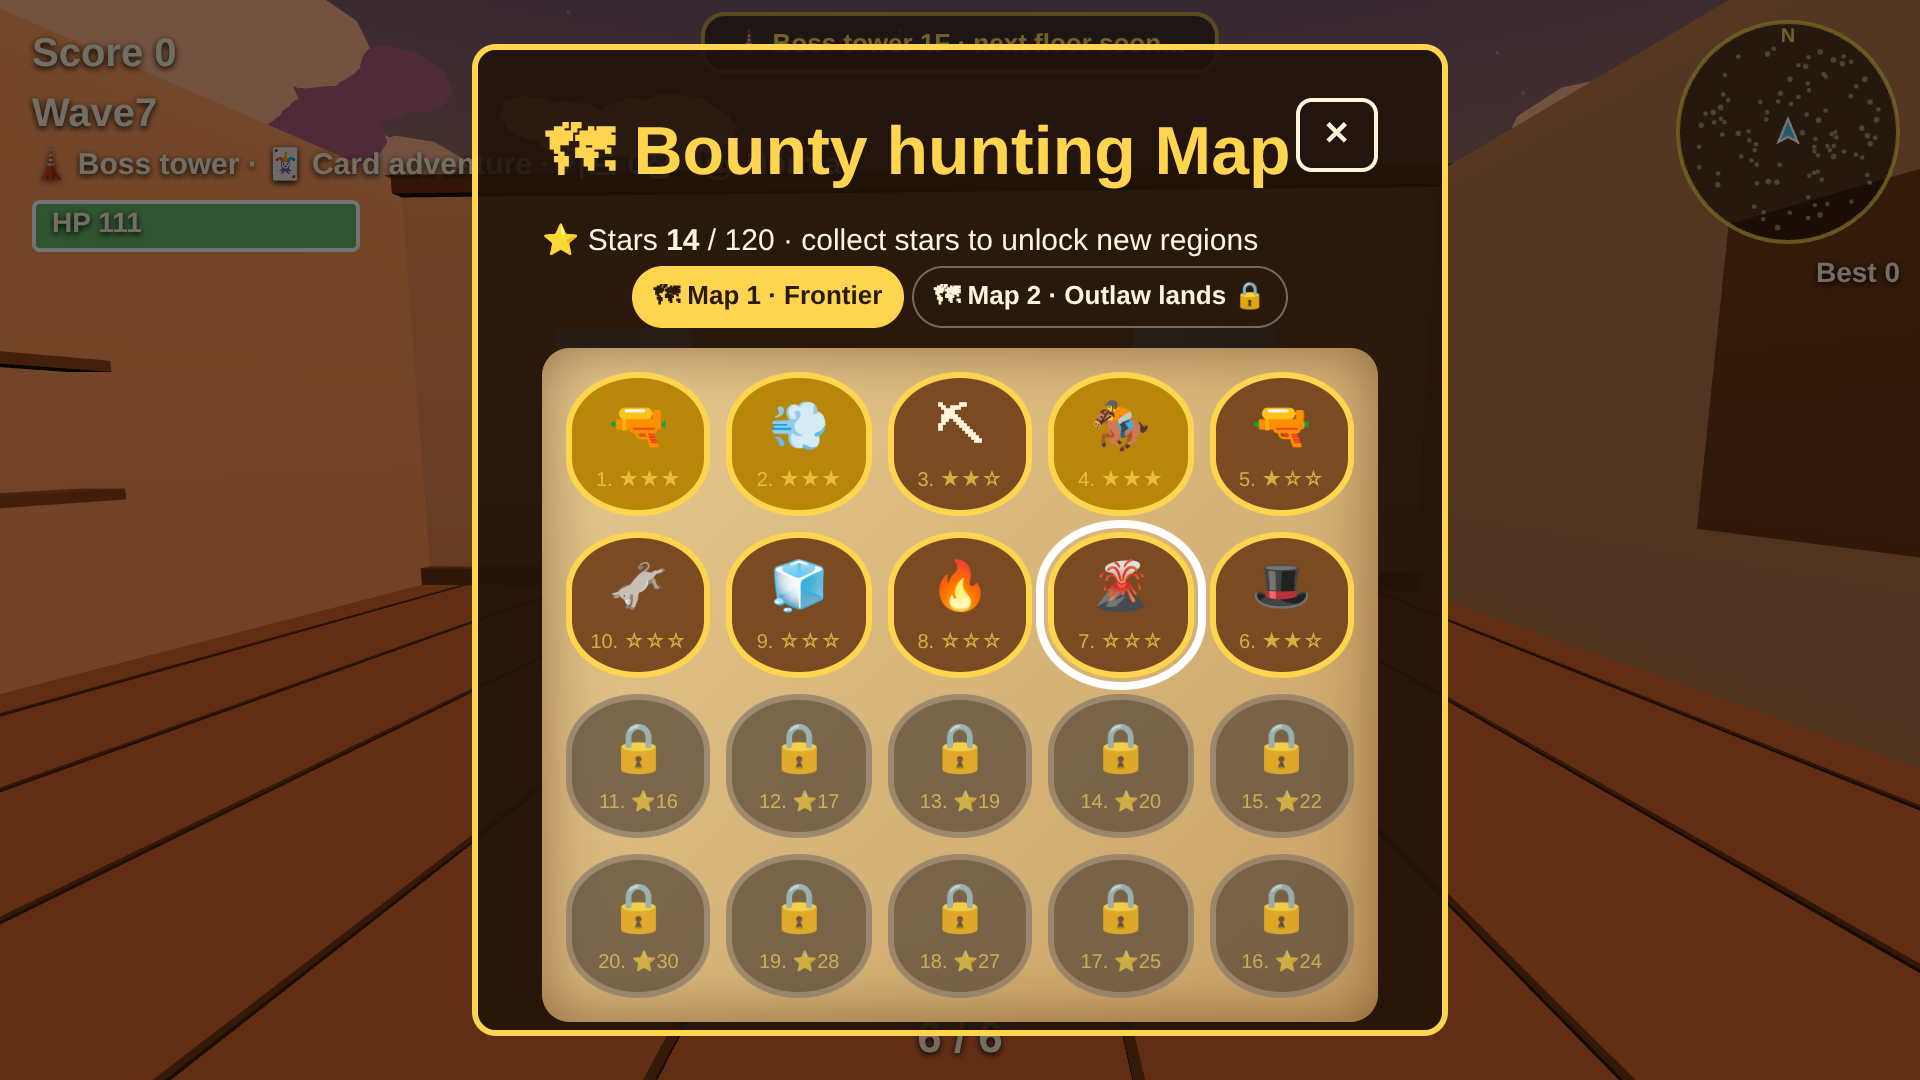 Score 0
Wave7
Boss tower · Card adventure ·
HP 111
Boss tower 1F · next floor soon
N
Best 0
Bounty hunting Map
×
Stars 14 / 120 · collect stars to unlock new regions
Map 1 · Frontier
Map 2 · Outlaw lands
1. ★★★
2. ★★★
3. ★★☆
4. ★★★
5. ★☆☆
10. ☆☆☆
9. ☆☆☆
8. ☆☆☆
7. ☆☆☆
6. ★★☆
11. ⭐16
12. ⭐17
13. ⭐19
14. ⭐20
15. ⭐22
20. ⭐30
19. ⭐28
18. ⭐27
17. ⭐25
16. ⭐24
6 / 6